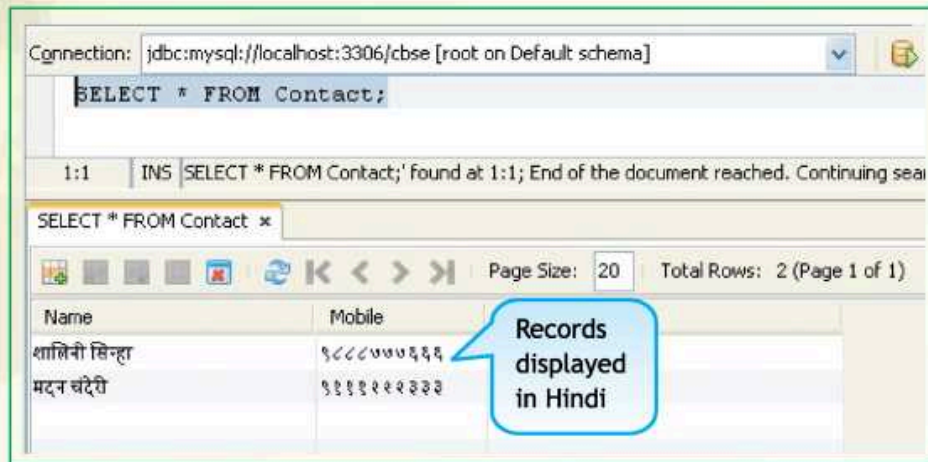 Connection: jdbc:mysql://localhost:3306/cbse [root on Default schema]
SELECT * FROM Contact;
1:1 INS SELECT * FROM Contact;' found at 1:1; End of the document reached. Continuing sear
SELECT * FROM Contact ×
Page Size: 20 Total Rows: 2 (Page 1 of 1)
Name Mobile
शालिनी सिन्हा ९८८८७७७६६६
मदन चंदेरी
Records
displayed
in Hindi